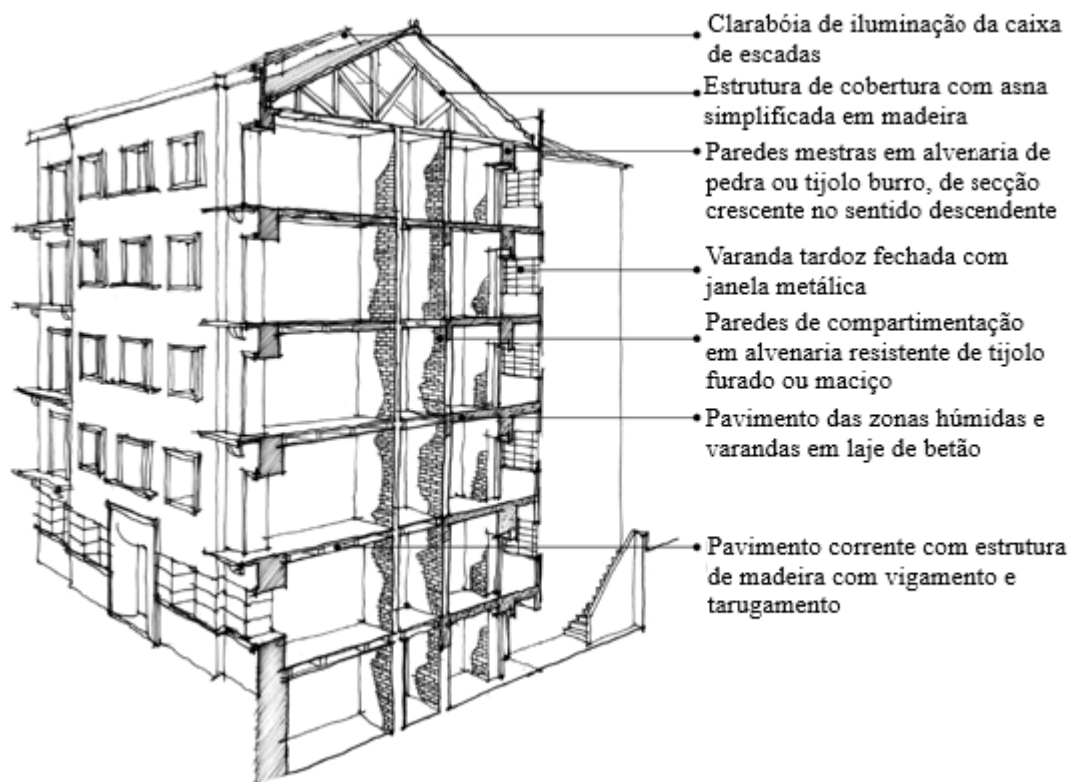 Clarabóia de iluminação da caixa
de escadas
Estrutura de cobertura com asna
simplificada em madeira
Paredes mestras em alvenaria de
pedra ou tijolo burro, de secção
crescente no sentido descendente
Varanda tardoz fechada com
janela metálica
Paredes de compartimentação
em alvenaria resistente de tijolo
furado ou maciço
Pavimento das zonas húmidas e
varandas em laje de betão
Pavimento corrente com estrutura
de madeira com vigamento e
tarugamento